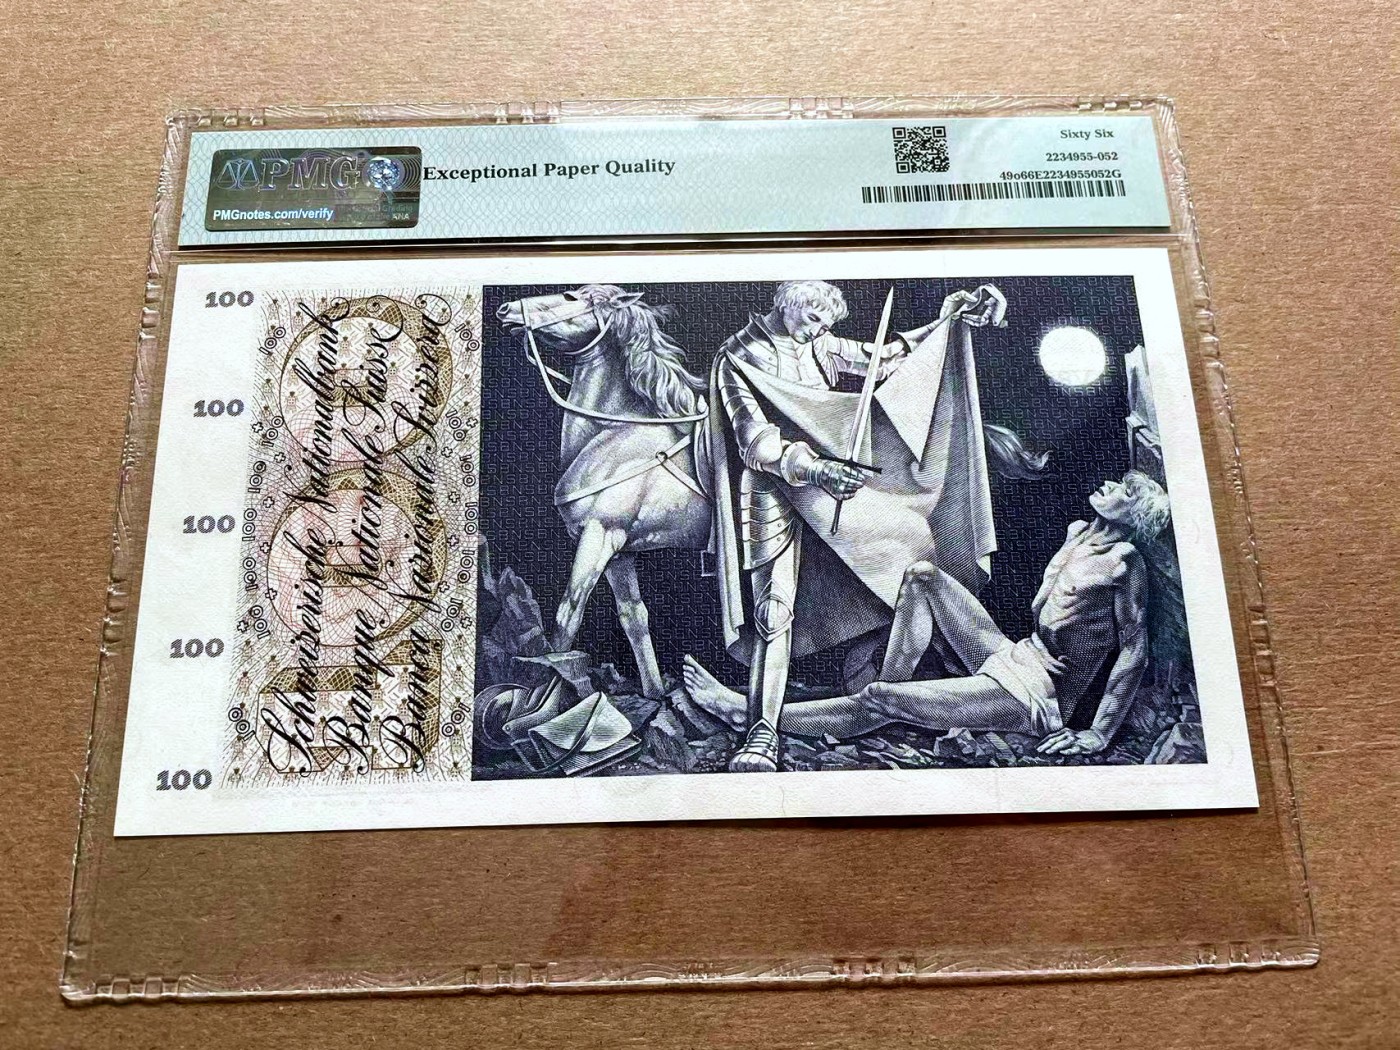 PMG
PMGnotes.com/verify
Exceptional Paper Quality
Sixty Six
2234955-052
49o66E2234955052G
100
100
100
100
100
Schweizerische Nationalbank
Banque Nationale Suisse
Banca Nazionale Svizzera